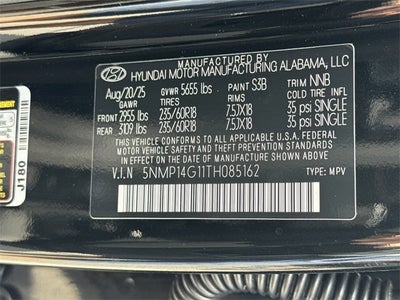 MANUFACTURED BY
HYUNDAI MOTOR MANUFACTURING ALABAMA, LLC
Aug/20/25 GVWR 5655 lbs PAINT S3B TRIM NNB
GAWR TIRES RIMS COLD TIRE INFL
FRONT 2955 lbs 235/60R18 7.5JX18 35 psi SINGLE
REAR 3109 lbs 235/60R18 7.5JX18 35 psi SINGLE
THIS VEHICLE CONFORMS TO ALL APPLICABLE U.S.A. FEDERAL
MOTOR VEHICLE SAFETY, BUMPER, AND THEFT PREVENTION
STANDARDS IN EFFECT ON THE DATE OF MANUFACTURE SHOWN
ABOVE.
V.I.N 5NMP14G11TH085162 TYPE: MPV
J180